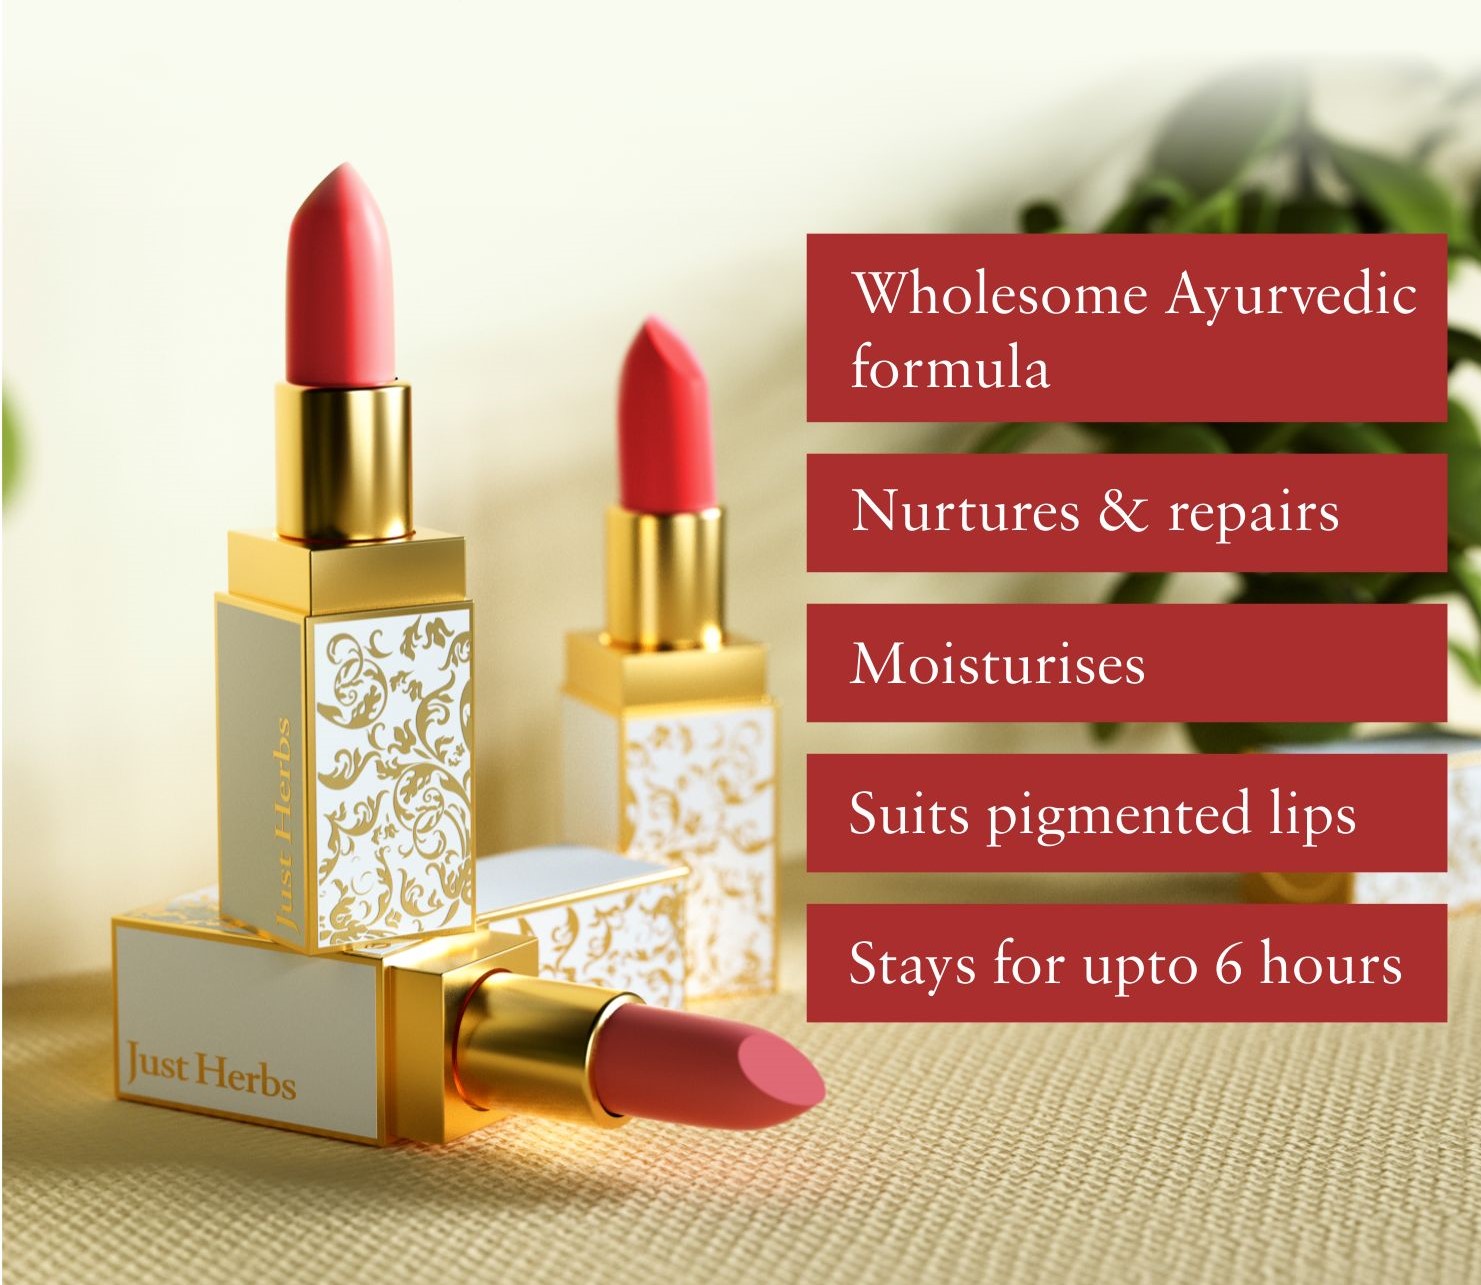 Wholesome Ayurvedic
formula
Nurtures & repairs
Moisturises
Suits pigmented lips
Stays for upto 6 hours
Just Herbs
Just Herbs